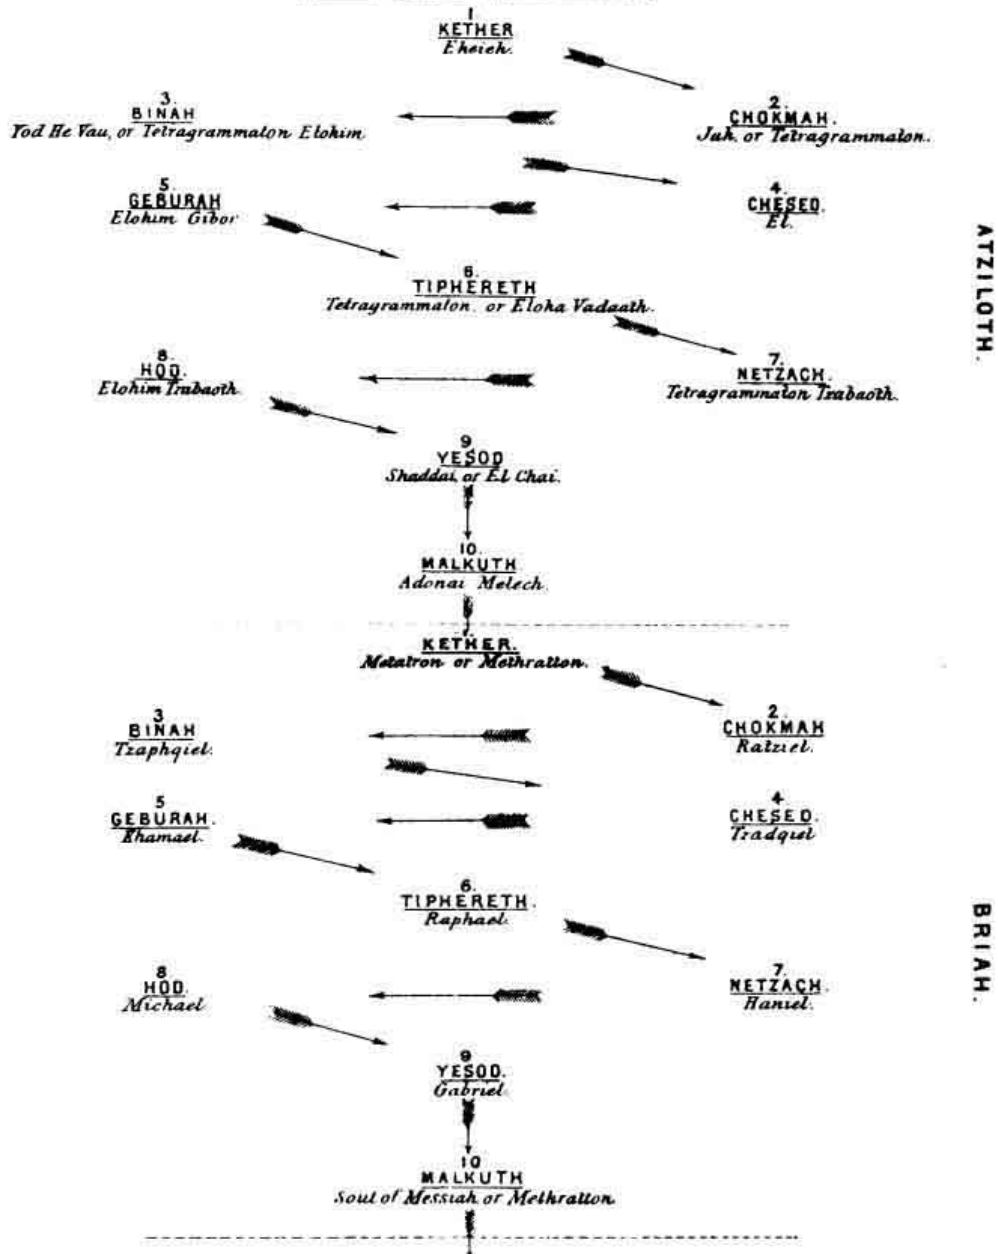 1
KETHER
Eheieh.
3.
BINAH
Yod He Vau, or Tetragrammaton Elohim
2.
CHOKMAH.
Jah, or Tetragrammaton.
5.
GEBURAH
Elohim Gibor
4.
CHESED.
El.
6.
TIPHERETH
Tetragrammaton. or Eloha Vadaath.
8.
HOD.
Elohim Tzabaoth.
7.
NETZACH.
Tetragrammaton Tzabaoth.
9
YESOD
Shaddai, or El Chai.
10.
MALKUTH
Adonai Melech.
ATZILOTH.
KETHER.
Metatron or Methratton.
3
BINAH
Tzaphqiel.
2.
CHOKMAH
Ratziel.
5
GEBURAH.
Khamael.
4
CHESED.
Tzadqiel
6.
TIPHERETH.
Raphael.
8
HOD.
Michael
7.
NETZACH.
Haniel.
9
YESOD.
Gabriel.
10
MALKUTH
Soul of Messiah or Methratton
BRIAH.